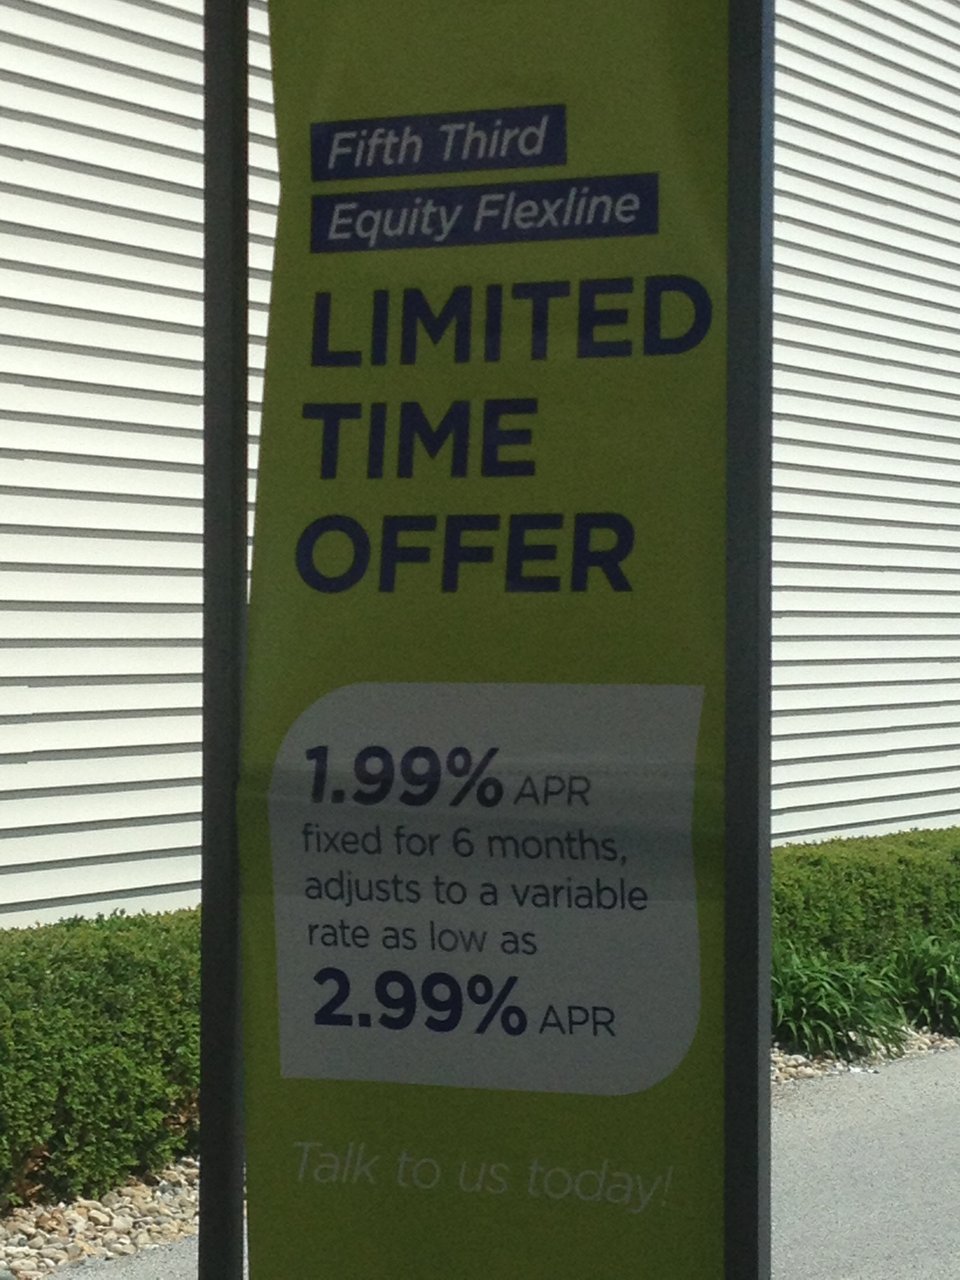 Fifth Third
Equity Flexline
LIMITED
TIME
OFFER
1.99% APR
fixed for 6 months,
adjusts to a variable
rate as low as
2.99% APR
Talk to us today!